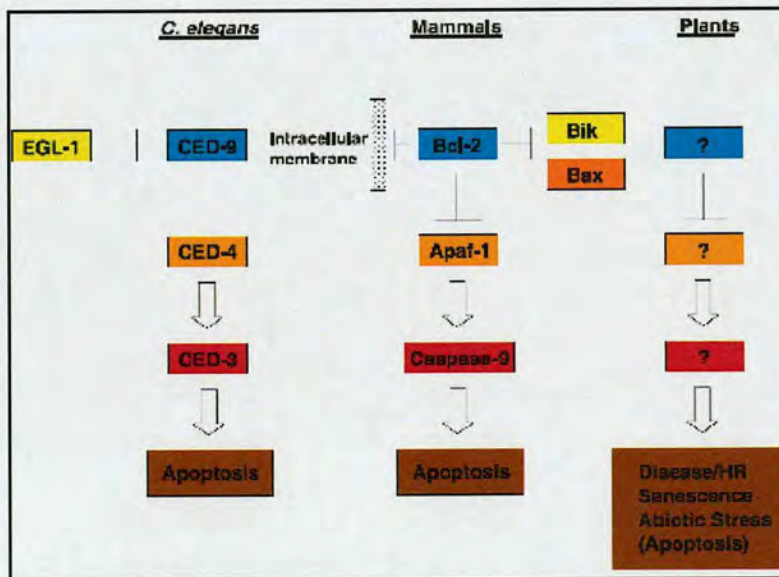 C. elegans
Mammals
Plants
EGL-1
CED-9
Intracellular
membrane
Bcl-2
Bik
Bax
?
CED-4
Apaf-1
?
CED-3
Caspase-9
?
Apoptosis
Apoptosis
Disease/HR
Senescence
Abiotic Stress
(Apoptosis)